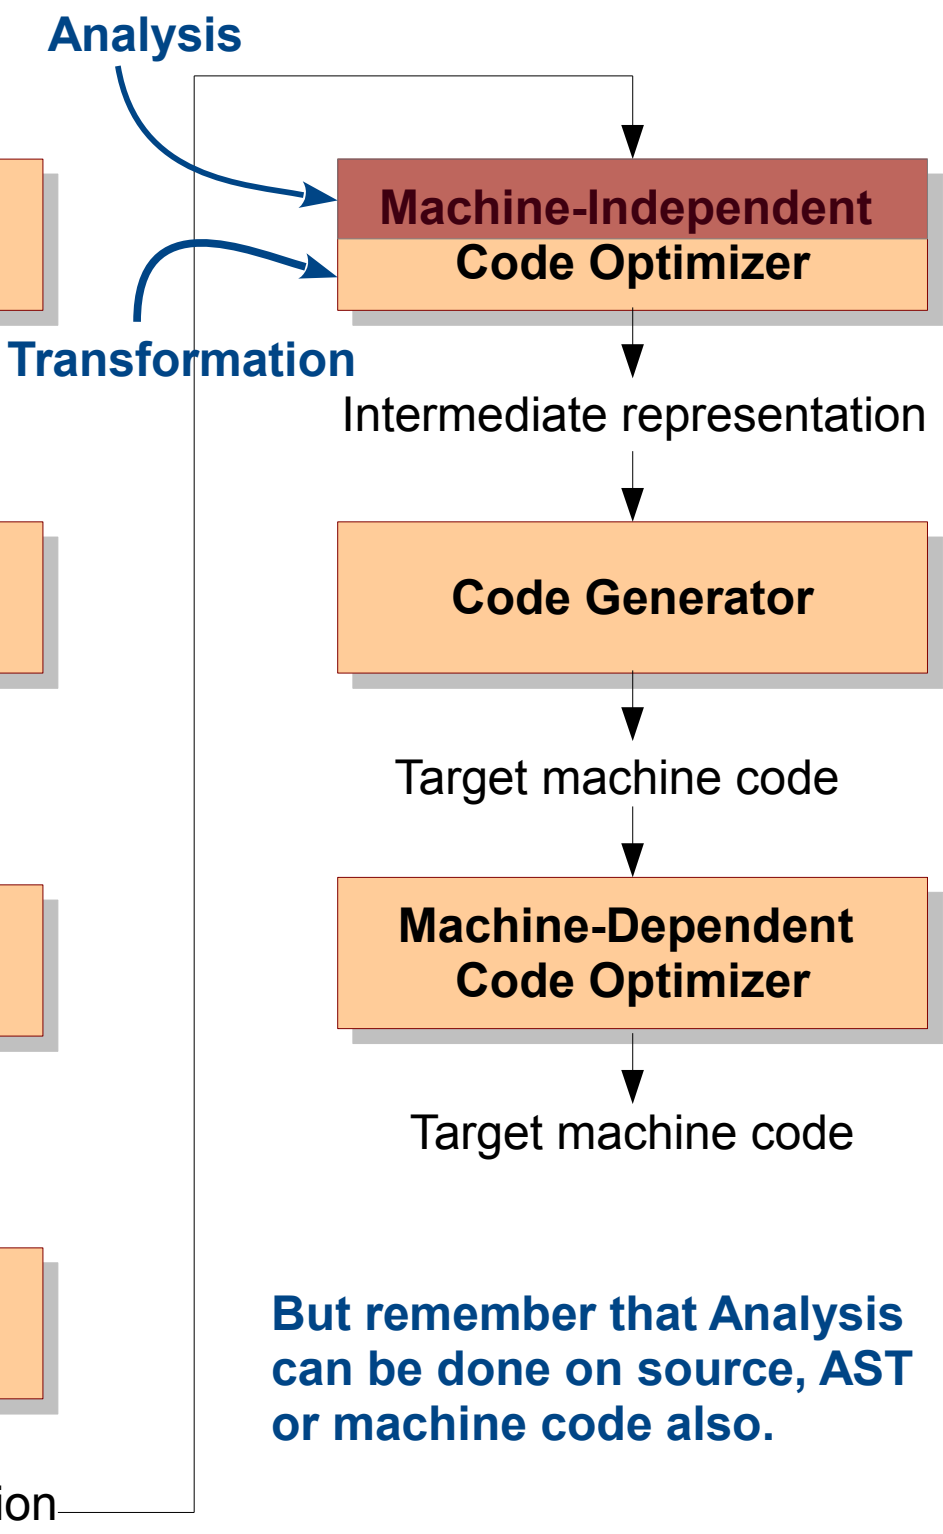 Analysis
Machine-Independent
Code Optimizer
Transformation
Intermediate representation
Code Generator
Target machine code
Machine-Dependent
Code Optimizer
Target machine code
But remember that Analysis
can be done on source, AST
or machine code also.